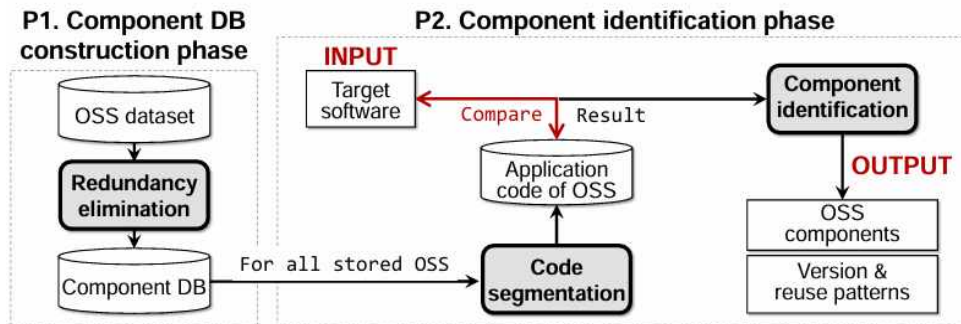 P1. Component DB
construction phase
OSS dataset
Redundancy
elimination
Component DB
For all stored OSS
P2. Component identification phase
INPUT
Target
software
Compare
Result
Application
code of OSS
Code
segmentation
Component
identification
OUTPUT
OSS
components
Version &
reuse patterns